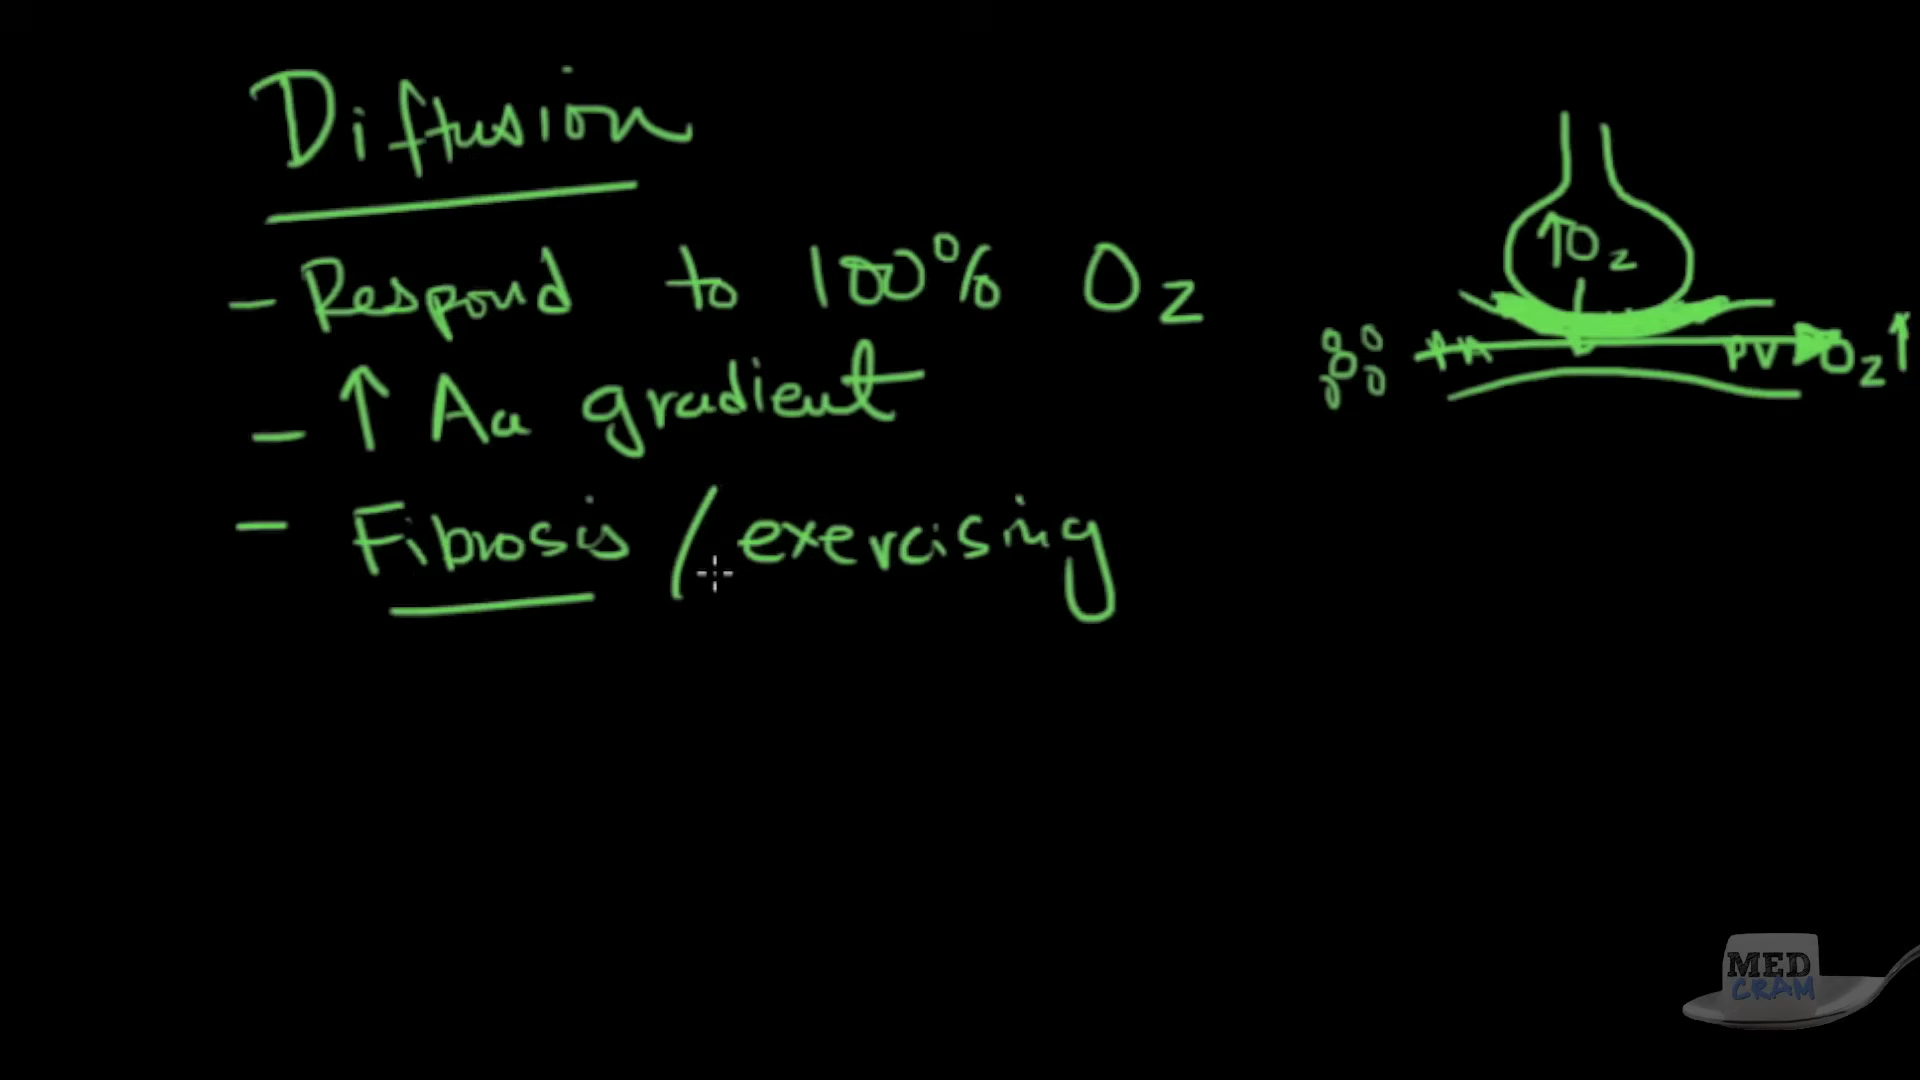 Diffusion
- Respond to 100% O2
- ↑ Aa gradient
- Fibrosis / exercising
↑O2
PV
O2↑
MED
CRAM